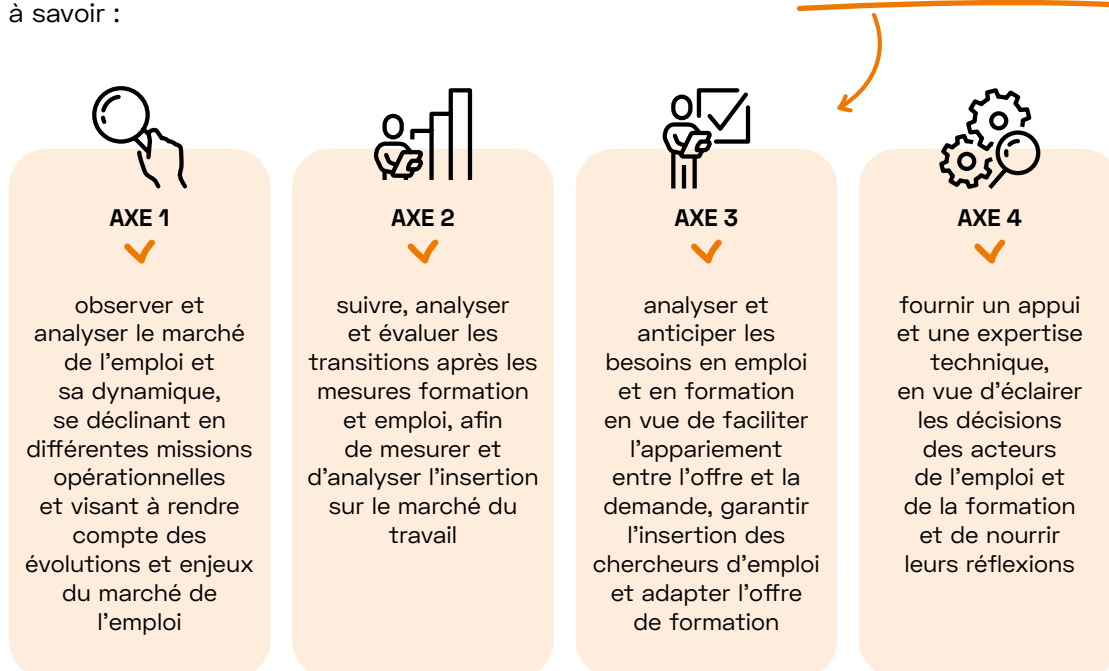 à savoir :
AXE 1
observer et
analyser le marché
de l'emploi et
sa dynamique,
se déclinant en
différentes missions
opérationnelles
et visant à rendre
compte des
évolutions et enjeux
du marché de
l'emploi
AXE 2
suivre, analyser
et évaluer les
transitions après les
mesures formation
et emploi, afin
de mesurer et
d'analyser l'insertion
sur le marché du
travail
AXE 3
analyser et
anticiper les
besoins en emploi
et en formation
en vue de faciliter
l'appariement
entre l'offre et la
demande, garantir
l'insertion des
chercheurs d'emploi
et adapter l'offre
de formation
AXE 4
fournir un appui
et une expertise
technique,
en vue d'éclairer
les décisions
des acteurs
de l'emploi et
de la formation
et de nourrir
leurs réflexions